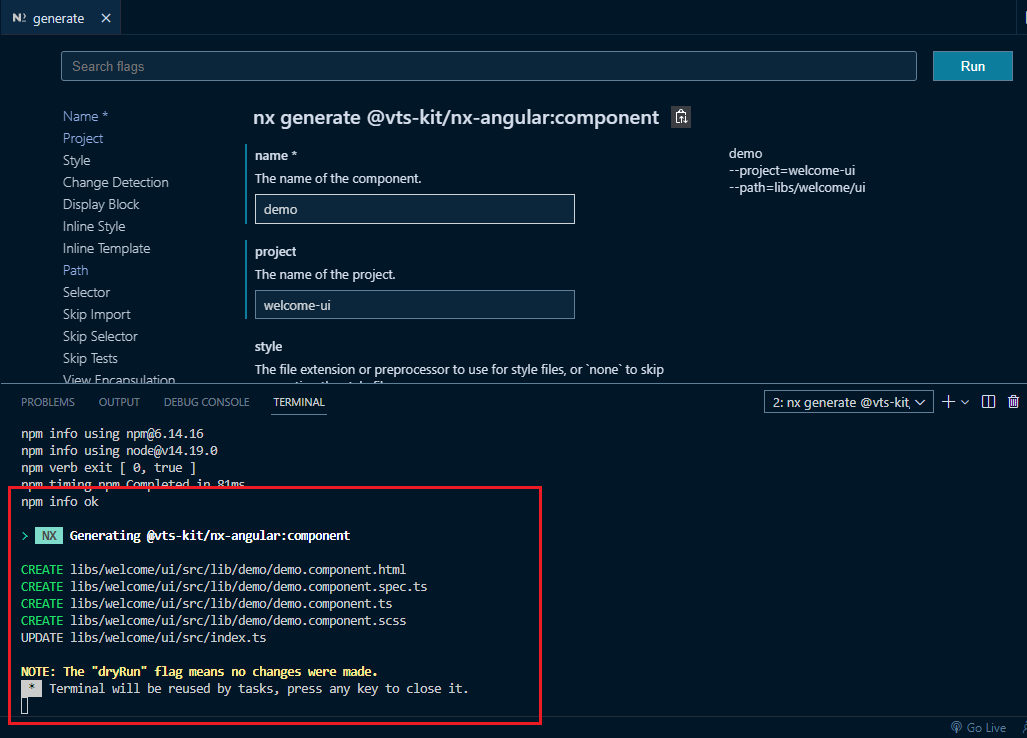 generate
Search flags
Run
Name *
Project
Style
Change Detection
Display Block
Inline Style
Inline Template
Path
Selector
Skip Import
Skip Selector
Skip Tests
View Encapsulation
nx generate @vts-kit/nx-angular:component
name *
The name of the component.
demo
project
The name of the project.
welcome-ui
style
The file extension or preprocessor to use for style files, or `none` to skip
demo
--project=welcome-ui
--path=libs/welcome/ui
PROBLEMS OUTPUT DEBUG CONSOLE TERMINAL
2: nx generate @vts-kit,
npm info using npm@6.14.16
npm info using node@v14.19.0
npm verb exit [ 0, true ]
npm timing npm Completed in 81ms
npm info ok
> NX Generating @vts-kit/nx-angular:component
CREATE libs/welcome/ui/src/lib/demo/demo.component.html
CREATE libs/welcome/ui/src/lib/demo/demo.component.spec.ts
CREATE libs/welcome/ui/src/lib/demo/demo.component.ts
CREATE libs/welcome/ui/src/lib/demo/demo.component.scss
UPDATE libs/welcome/ui/src/index.ts
NOTE: The "dryRun" flag means no changes were made.
* Terminal will be reused by tasks, press any key to close it.
Go Live